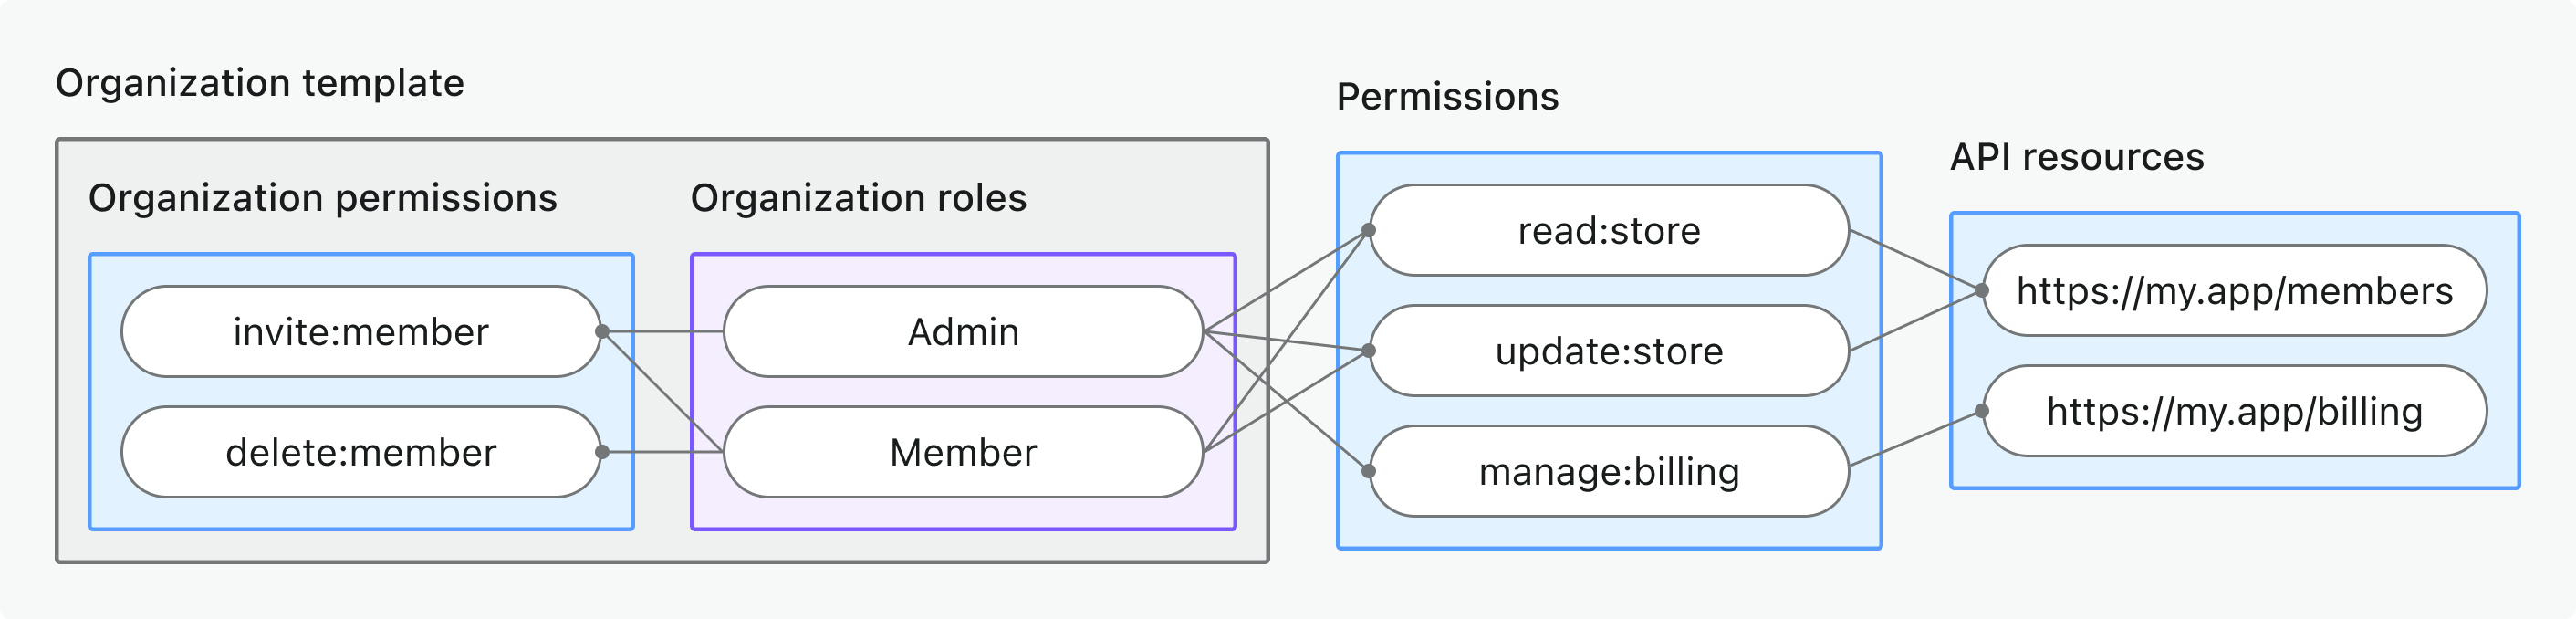 Organization template
Organization permissions
invite:member
delete:member
Organization roles
Admin
Member
Permissions
read:store
update:store
manage:billing
API resources
https://my.app/members
https://my.app/billing